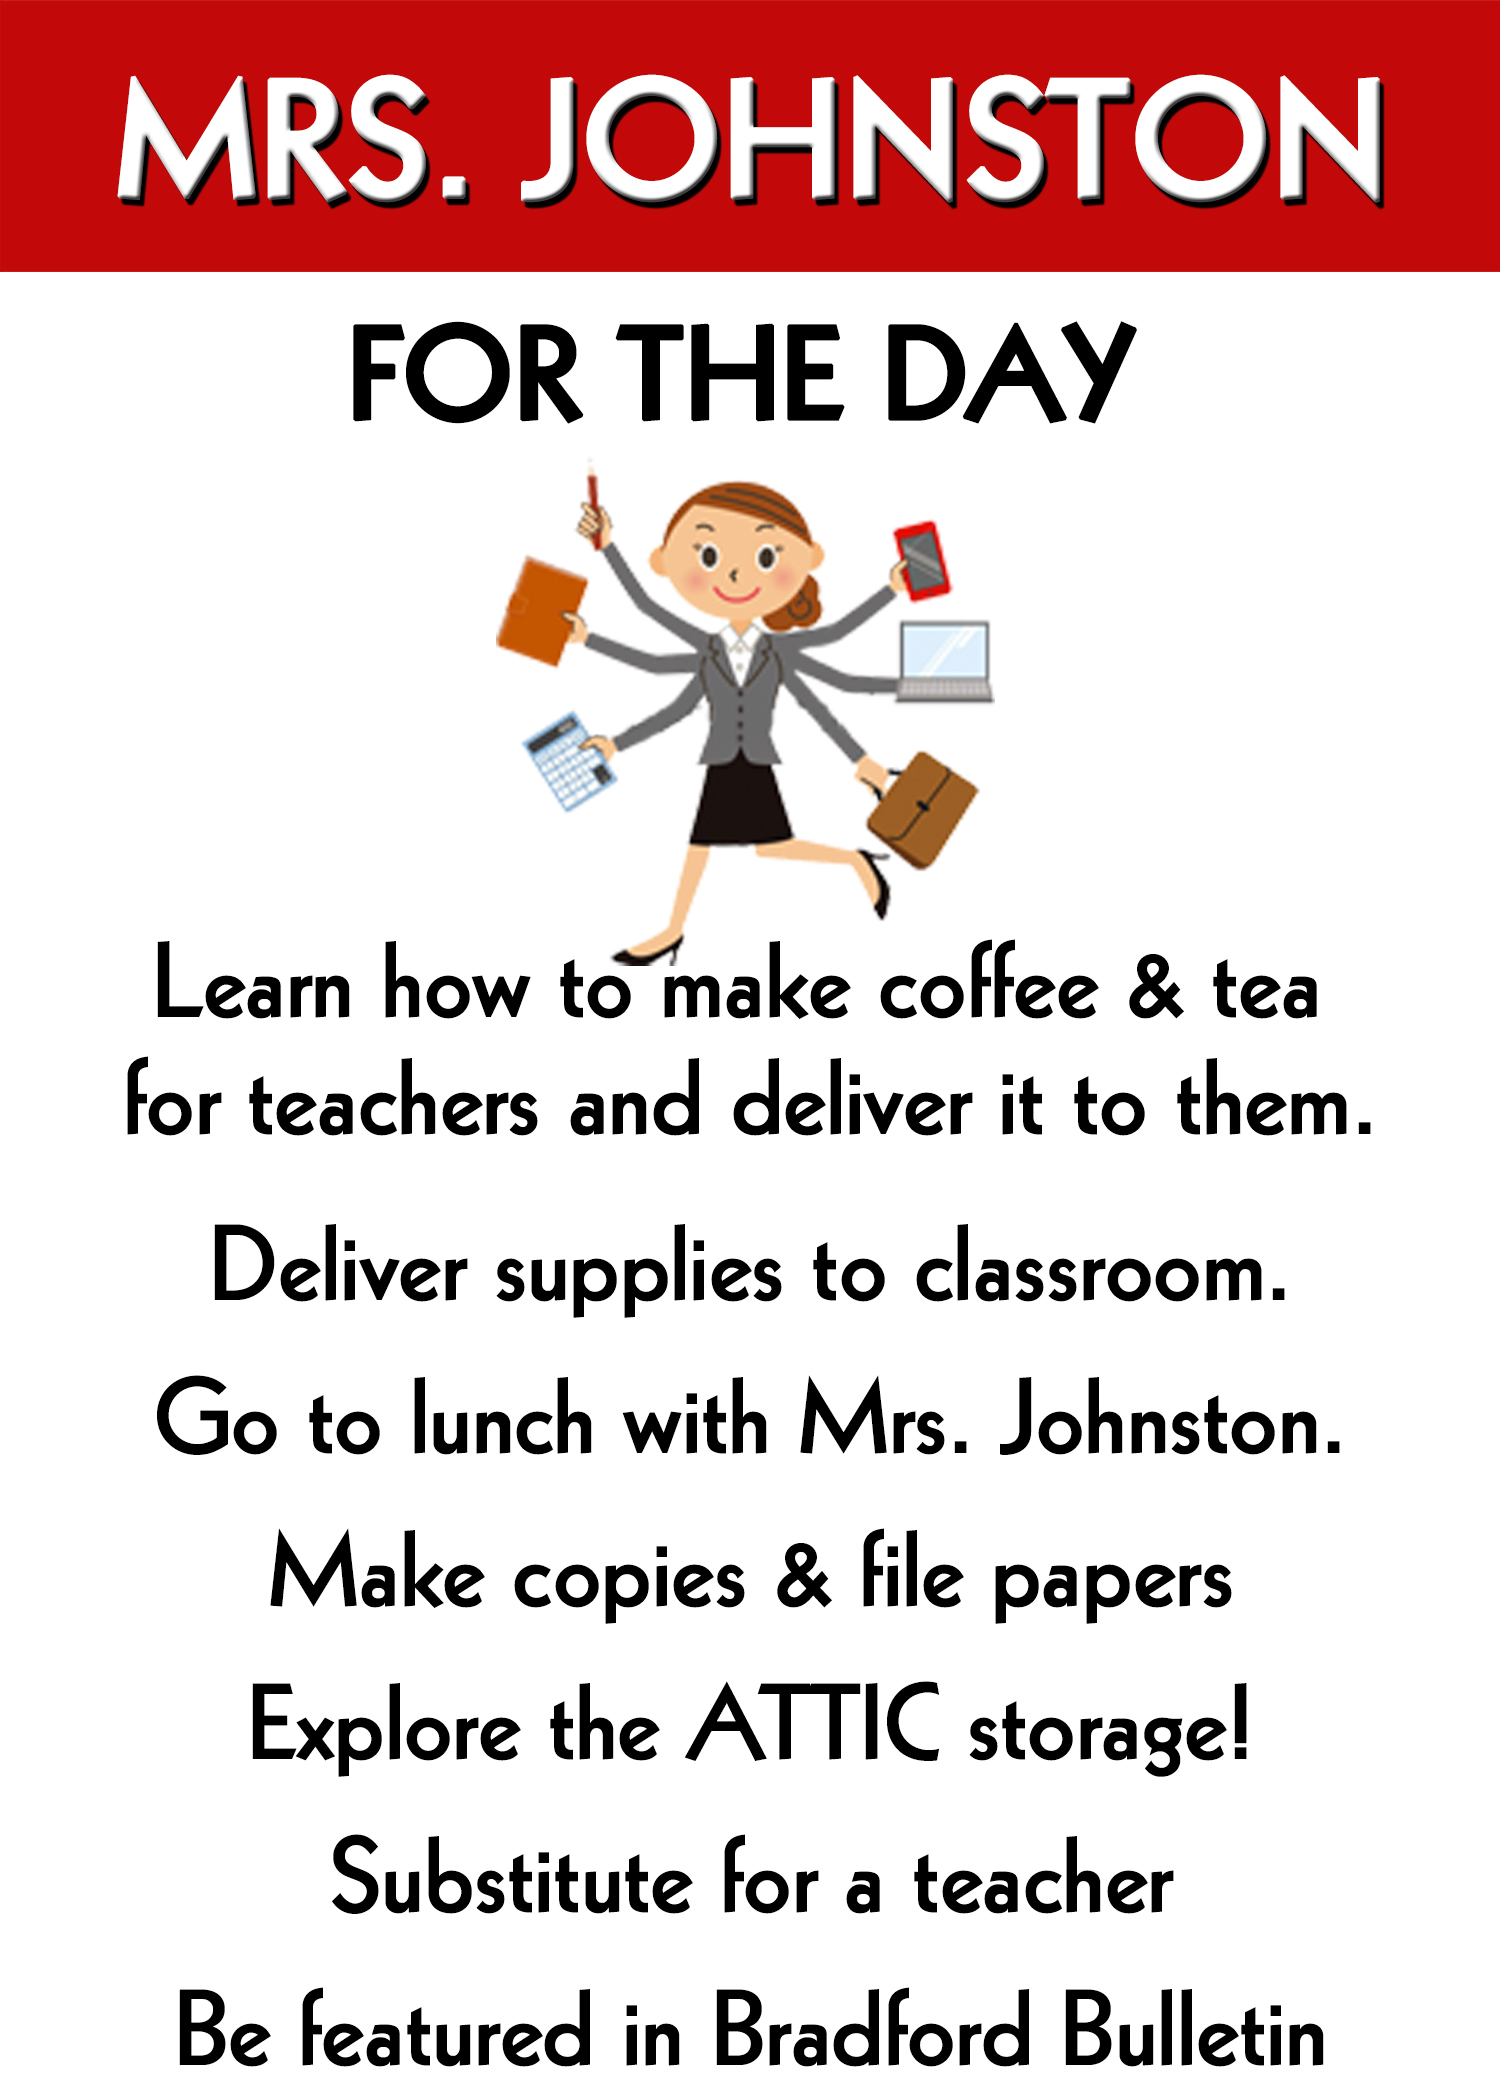 MRS. JOHNSTON
FOR THE DAY
Learn how to make coffee & tea
for teachers and deliver it to them.
Deliver supplies to classroom.
Go to lunch with Mrs. Johnston.
Make copies & file papers
Explore the ATTIC storage!
Substitute for a teacher
Be featured in Bradford Bulletin